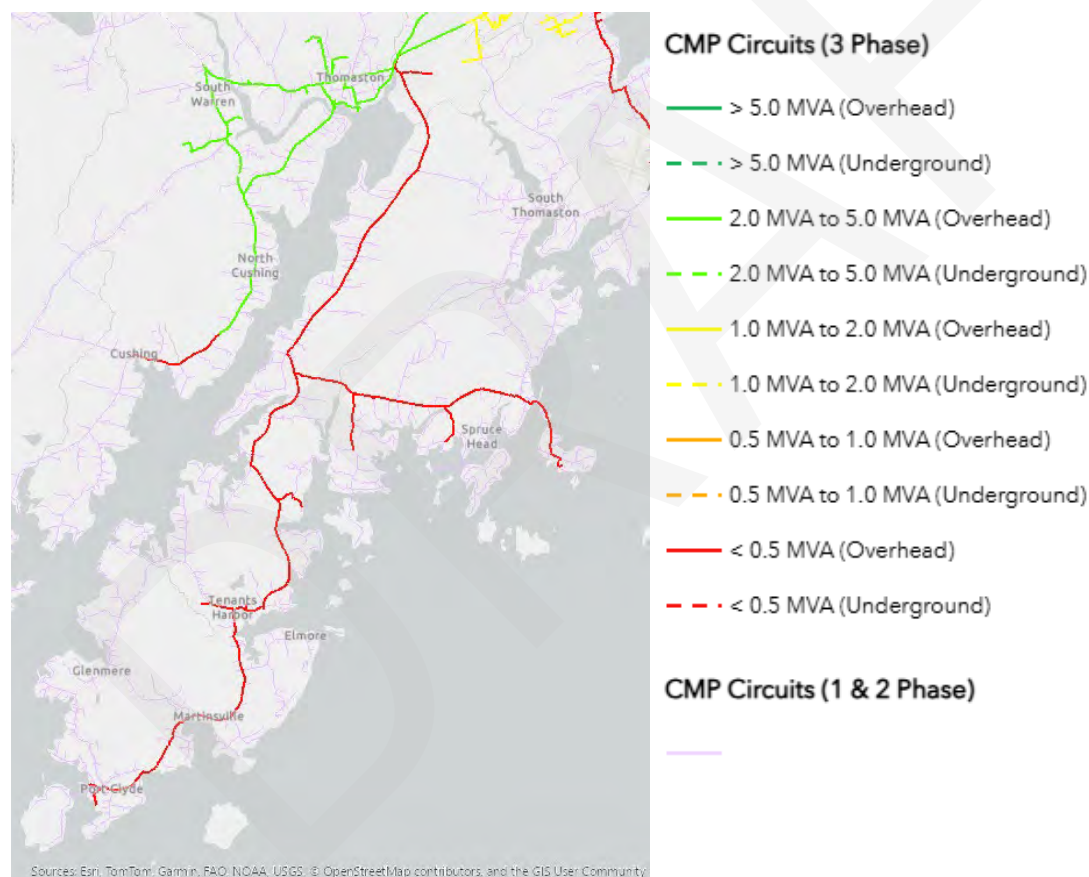 Thomaston
South
Warren
South
Thomaston
North
Cushing
Cushing
Spruce
Head
Tenants
Harbor
Elmore
Glenmere
Martinsville
Port Clyde
Sources: Esri, TomTom, Garmin, FAO, NOAA, USGS, © OpenStreetMap contributors, and the GIS User Community
CMP Circuits (3 Phase)
> 5.0 MVA (Overhead)
> 5.0 MVA (Underground)
2.0 MVA to 5.0 MVA (Overhead)
2.0 MVA to 5.0 MVA (Underground)
1.0 MVA to 2.0 MVA (Overhead)
1.0 MVA to 2.0 MVA (Underground)
0.5 MVA to 1.0 MVA (Overhead)
0.5 MVA to 1.0 MVA (Underground)
< 0.5 MVA (Overhead)
< 0.5 MVA (Underground)
CMP Circuits (1 & 2 Phase)
DRAFT